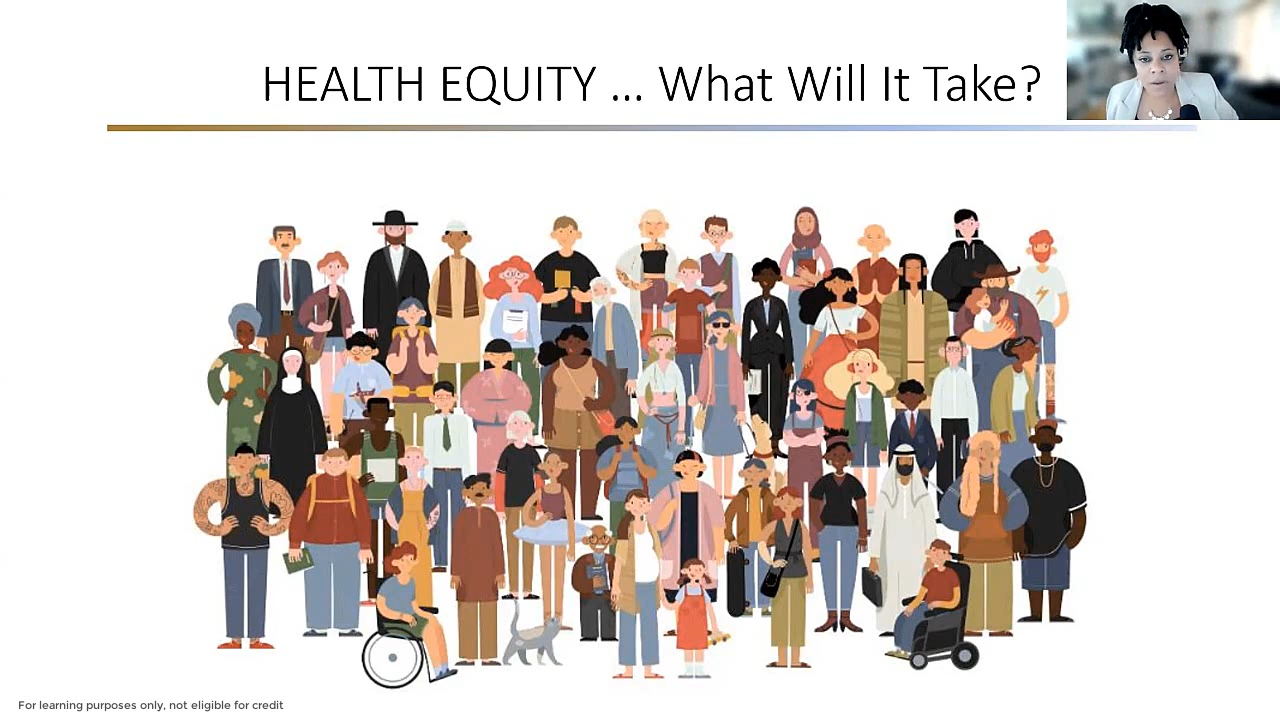 HEALTH EQUITY ... What Will It Take?
For learning purposes only, not eligible for credit